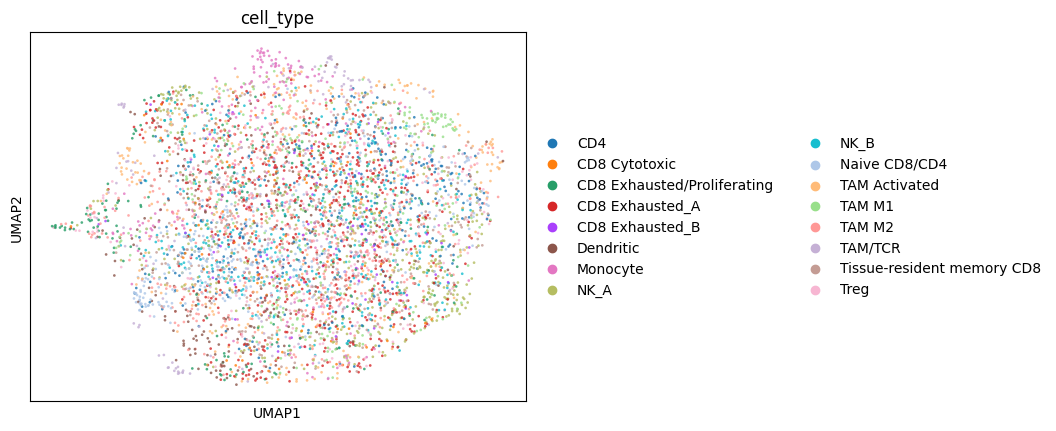 cell_type
UMAP2
UMAP1
CD4
CD8 Cytotoxic
CD8 Exhausted/Proliferating
CD8 Exhausted_A
CD8 Exhausted_B
Dendritic
Monocyte
NK_A
NK_B
Naive CD8/CD4
TAM Activated
TAM M1
TAM M2
TAM/TCR
Tissue-resident memory CD8
Treg